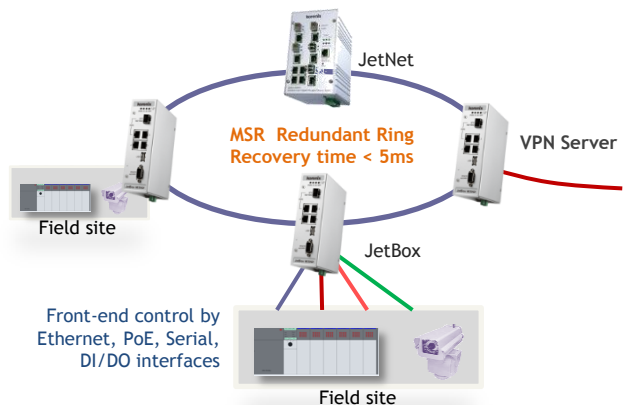 JetNet
MSR Redundant Ring
Recovery time < 5ms
VPN Server
Field site
JetBox
Front-end control by
Ethernet, PoE, Serial,
DI/DO interfaces
Field site